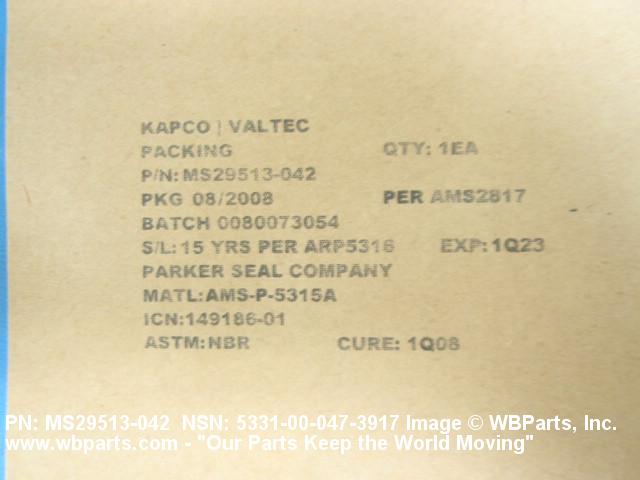 KAPCO | VALTEC
PACKING QTY: 1EA
P/N: MS29513-042
PKG 08/2008 PER AMS2817
BATCH 0080073054
S/L: 15 YRS PER ARP5316 EXP: 1Q23
PARKER SEAL COMPANY
MATL:AMS-P-5315A
ICN:149186-01
ASTM:NBR CURE: 1Q08
PN: MS29513-042 NSN: 5331-00-047-3917 Image © WBParts, Inc.
www.wbparts.com - "Our Parts Keep the World Moving"